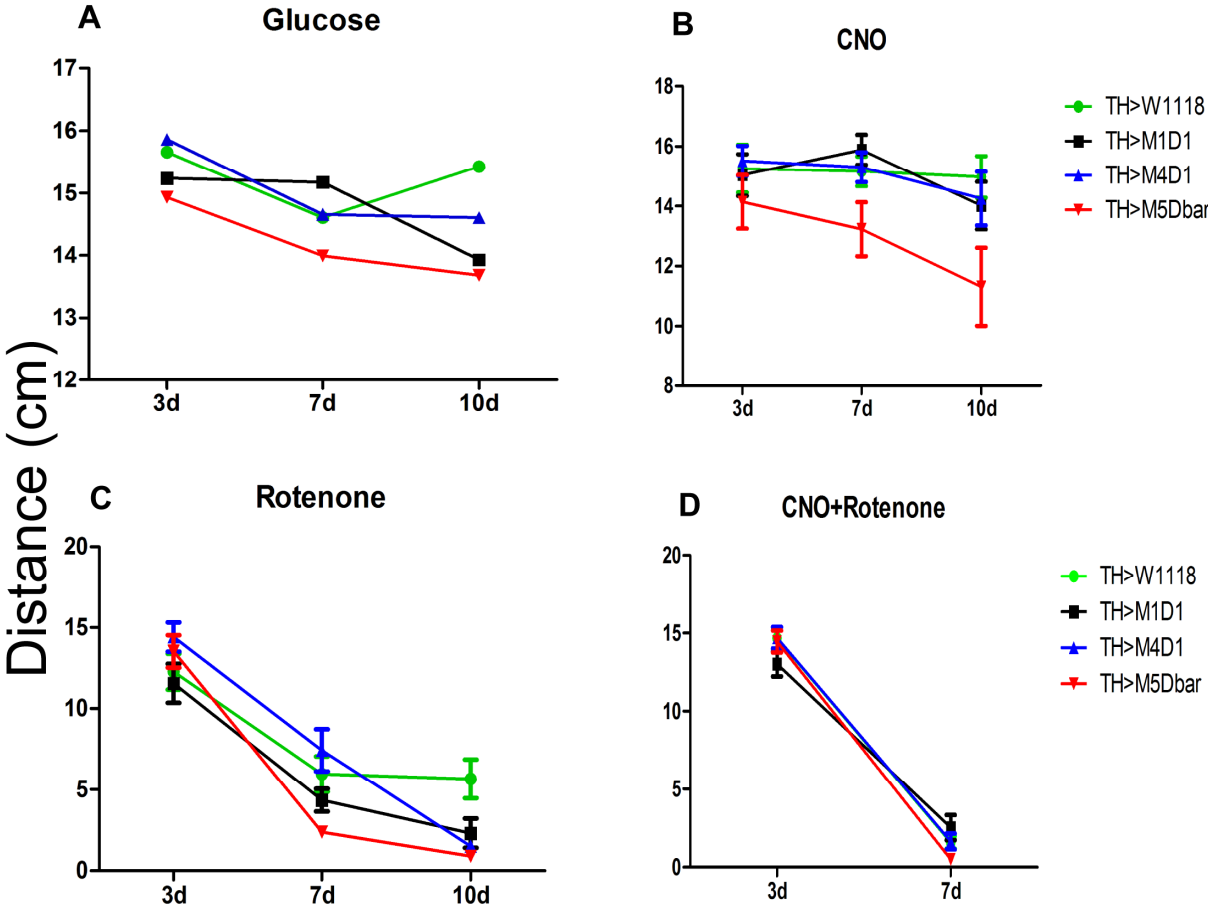 Distance (cm)
A
Glucose
17
16
15
14
13
12
3d
7d
10d
B
CNO
18
16
14
12
10
8
3d
7d
10d
TH>W1118
TH>M1D1
TH>M4D1
TH>M5Dbar
C
Rotenone
20
15
10
5
0
3d
7d
10d
D
CNO+Rotenone
20
15
10
5
0
3d
7d
TH>W1118
TH>M1D1
TH>M4D1
TH>M5Dbar